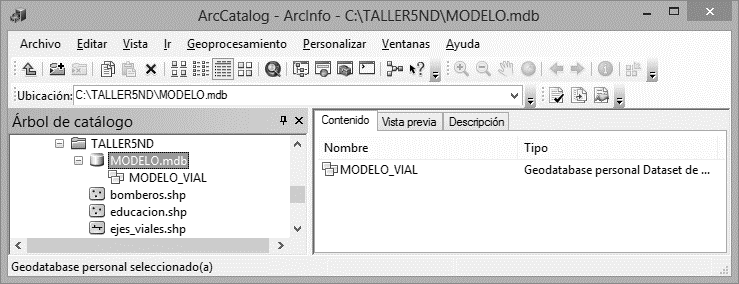 ArcCatalog - ArcInfo - C:\TALLER5ND\MODELO.mdb
Archivo Editar Vista Ir Geoprocesamiento Personalizar Ventanas Ayuda
Ubicación: C:\TALLER5ND\MODELO.mdb
Árbol de catálogo
TALLER5ND
MODELO.mdb
MODELO_VIAL
bomberos.shp
educacion.shp
ejes_viales.shp
Contenido Vista previa Descripción
Nombre Tipo
MODELO_VIAL Geodatabase personal Dataset de ...
Geodatabase personal seleccionado(a)